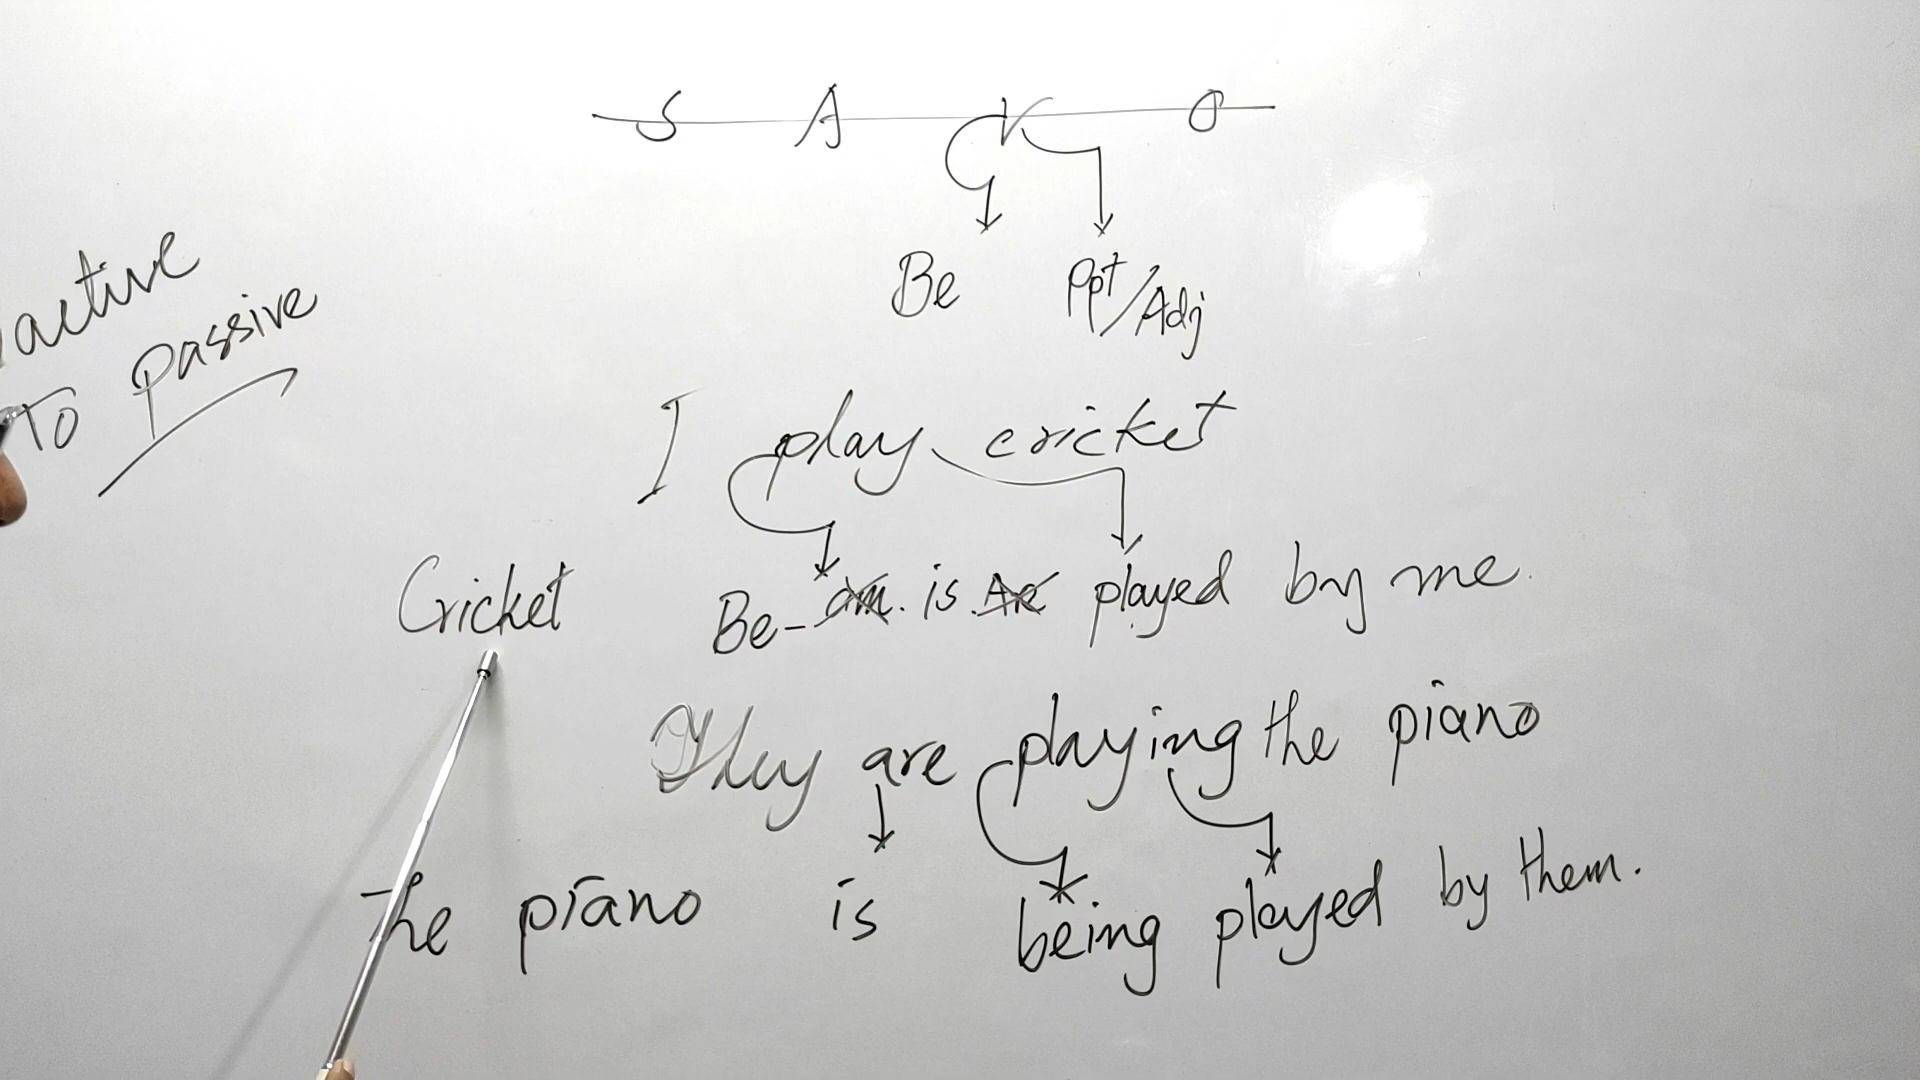 S A V O
Be Ppt/Adj
active
To passive
I play cricket
Cricket Be - am. is. Are played by me.
They are playing the piano
The piano is being played by them.